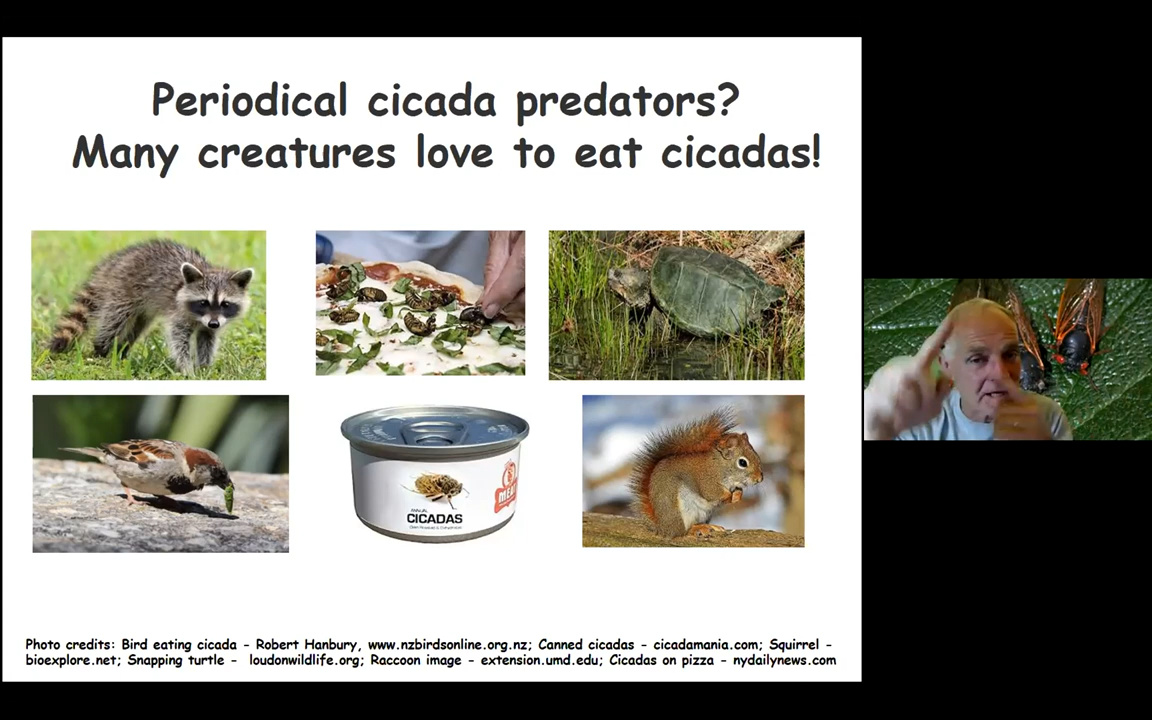 Periodical cicada predators?
Many creatures love to eat cicadas!
MEAT
ANNUAL
CICADAS
Photo credits: Bird eating cicada - Robert Hanbury, www.nzbirdsonline.org.nz; Canned cicadas - cicadamania.com; Squirrel -
bioexplore.net; Snapping turtle - loudonwildlife.org; Raccoon image - extension.umd.edu; Cicadas on pizza - nydailynews.com